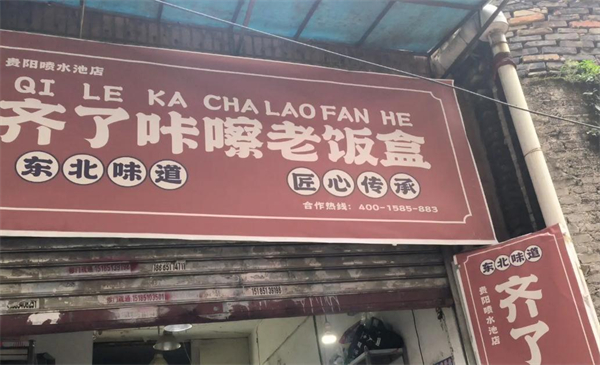 贵阳喷水池店
QI LE KA CHA LAO FAN HE
齐了咔嚓老饭盒
东北味道
匠心传承
合作热线：400-1585-883
东北味道
齐了
贵阳喷水池店